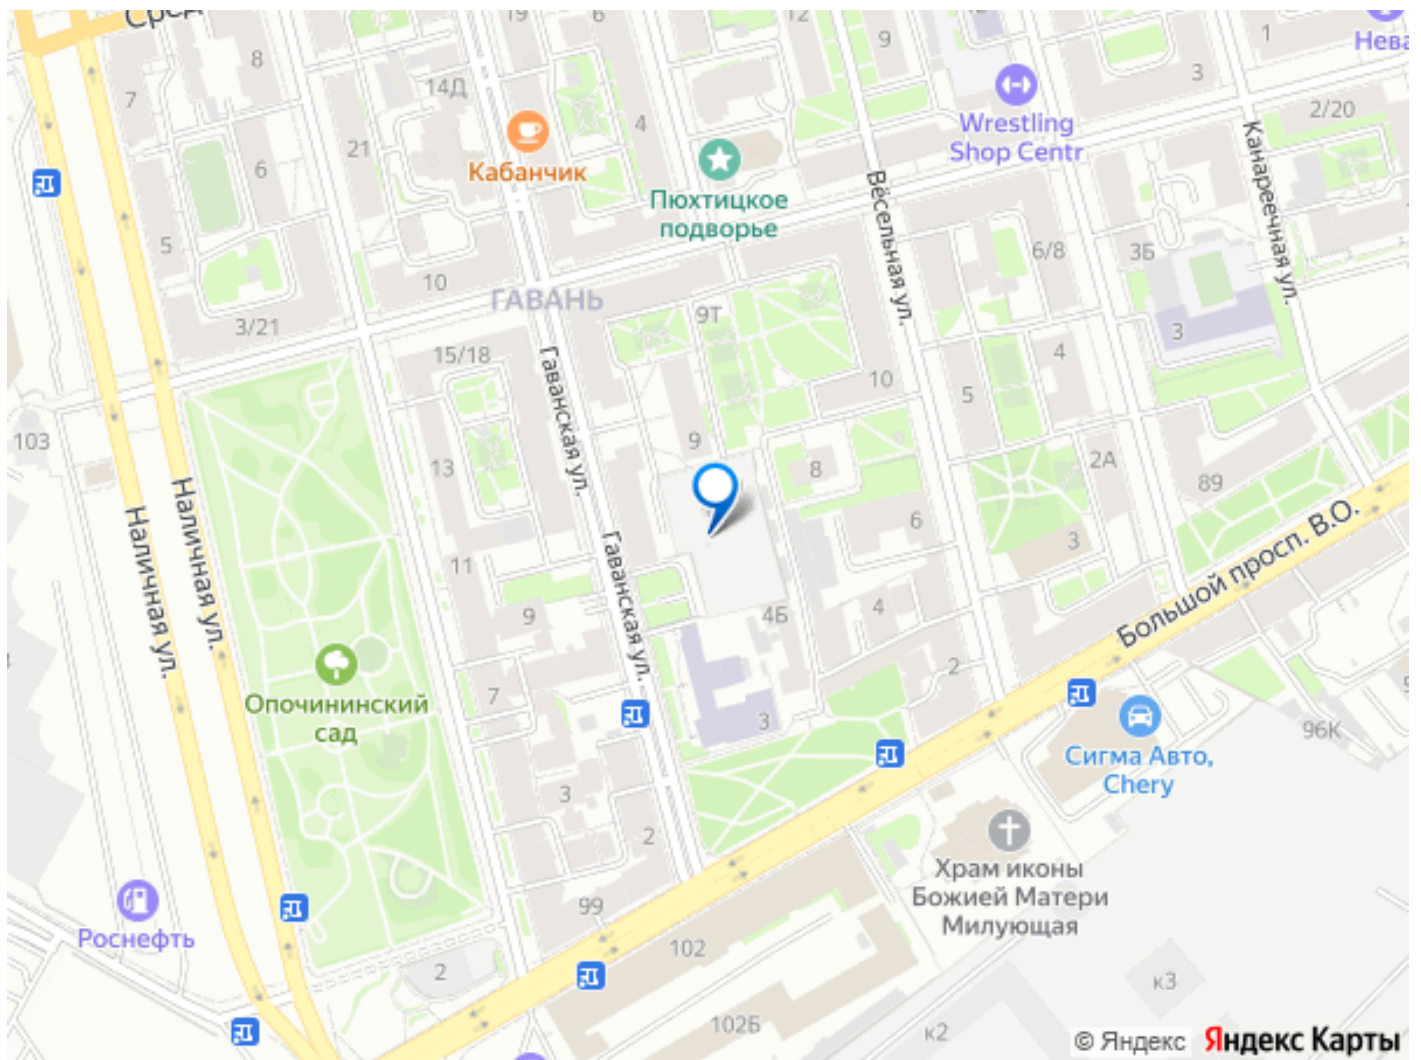 Сред
19
6
12
9
1
Нева
8
7
14Д
4
3
2/20
Кабанчик
Wrestling
Shop Centr
21
6
Пюхтицкое
подворье
Вёсельная ул.
Канареечная ул.
5
10
ГАВАНЬ
6/8
3Б
3/21
9Т
3
15/18
Гаванская ул.
4
10
5
103
13
9
8
2А
89
Наличная ул.
Наличная ул.
Гаванская ул.
6
3
Большой просп. В.О.
11
9
4Б
4
Опочининский
сад
7
3
2
96К
Сигма Авто,
Chery
3
2
Храм иконы
Божией Матери
Милующая
Роснефть
99
102
2
к3
102Б
к2
© Яндекс
Яндекс Карты